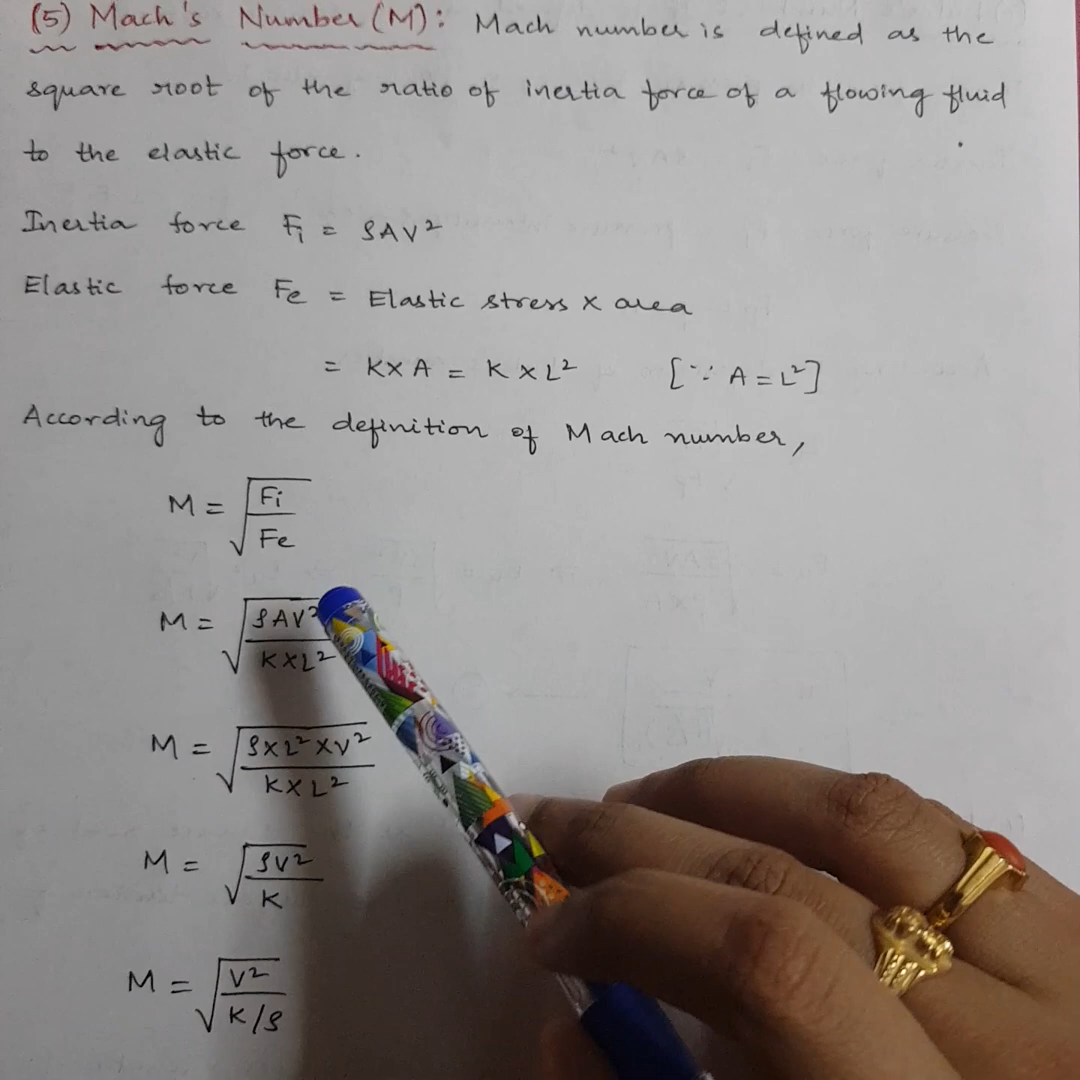 (5) Mach's Number (M): Mach number is defined as the
square root of the ratio of inertia force of a flowing fluid
to the elastic force.
Inertia force Fi = ρAV²
Elastic force Fe = Elastic stress × area
= K×A = K×L² [∵ A = L²]
According to the definition of Mach number,
M = √(Fi/Fe)
M = √(ρAV²/K×L²)
M = √(ρ×L²×V²/K×L²)
M = √(ρV²/K)
M = √(V²/K/ρ)